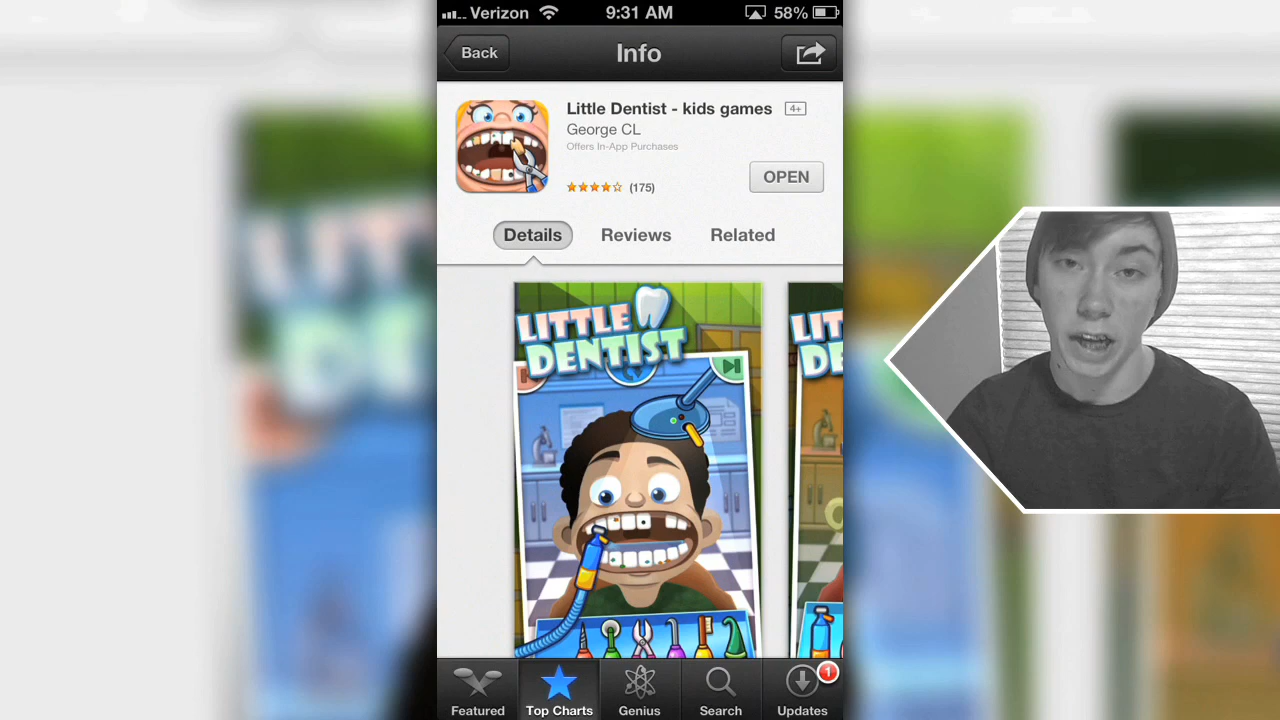 Verizon 9:31 AM 58%
Back Info
Little Dentist - kids games 4+
George CL
Offers In-App Purchases
OPEN
(175)
Details Reviews Related
LITTLE
DENTIST
Featured Top Charts Genius Search Updates 1